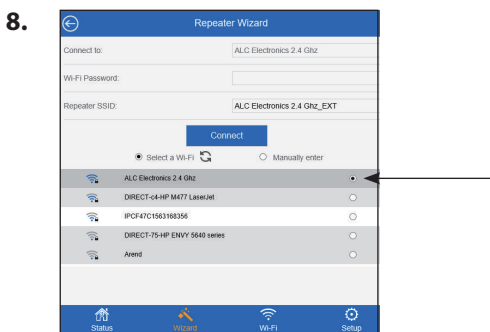 8.
Repeater Wizard
Connect to: ALC Electronics 2.4 Ghz
Wi-Fi Password:
Repeater SSID: ALC Electronics 2.4 Ghz_EXT
Connect
Select a Wi-Fi Manually enter
ALC Electronics 2.4 Ghz
DIRECT-c4-HP M477 LaserJet
IPCF47C1563168356
DIRECT-75-HP ENVY 5640 series
Arend
Status Wizard Wi-Fi Setup